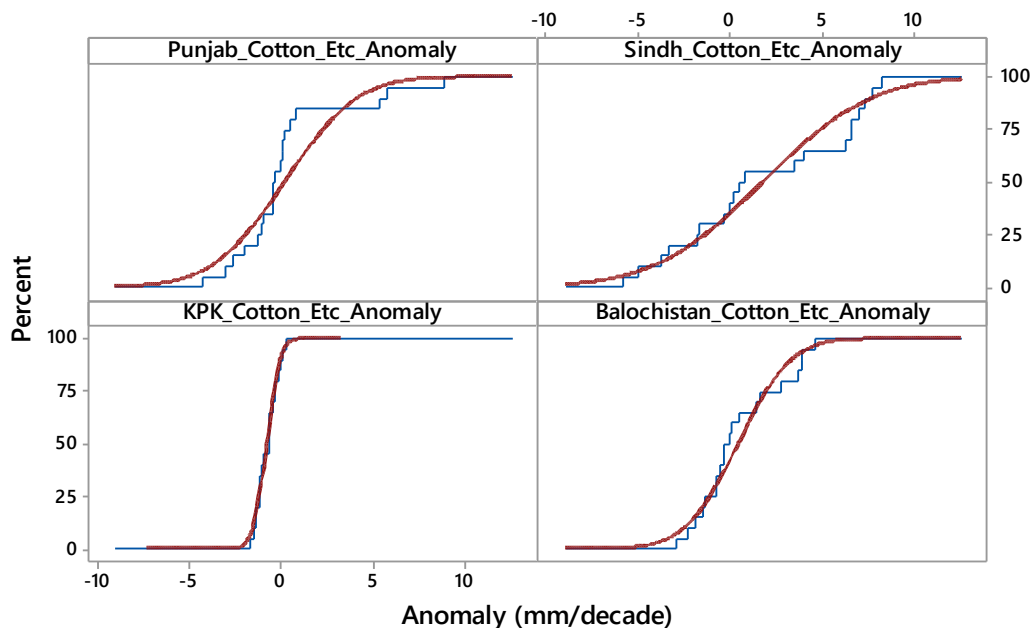 -10 -5 0 5 10
Punjab_Cotton_Etc_Anomaly Sindh_Cotton_Etc_Anomaly
100
75
50
25
0
Percent
KPK_Cotton_Etc_Anomaly Balochistan_Cotton_Etc_Anomaly
100
75
50
25
0
-10 -5 0 5 10
Anomaly (mm/decade)